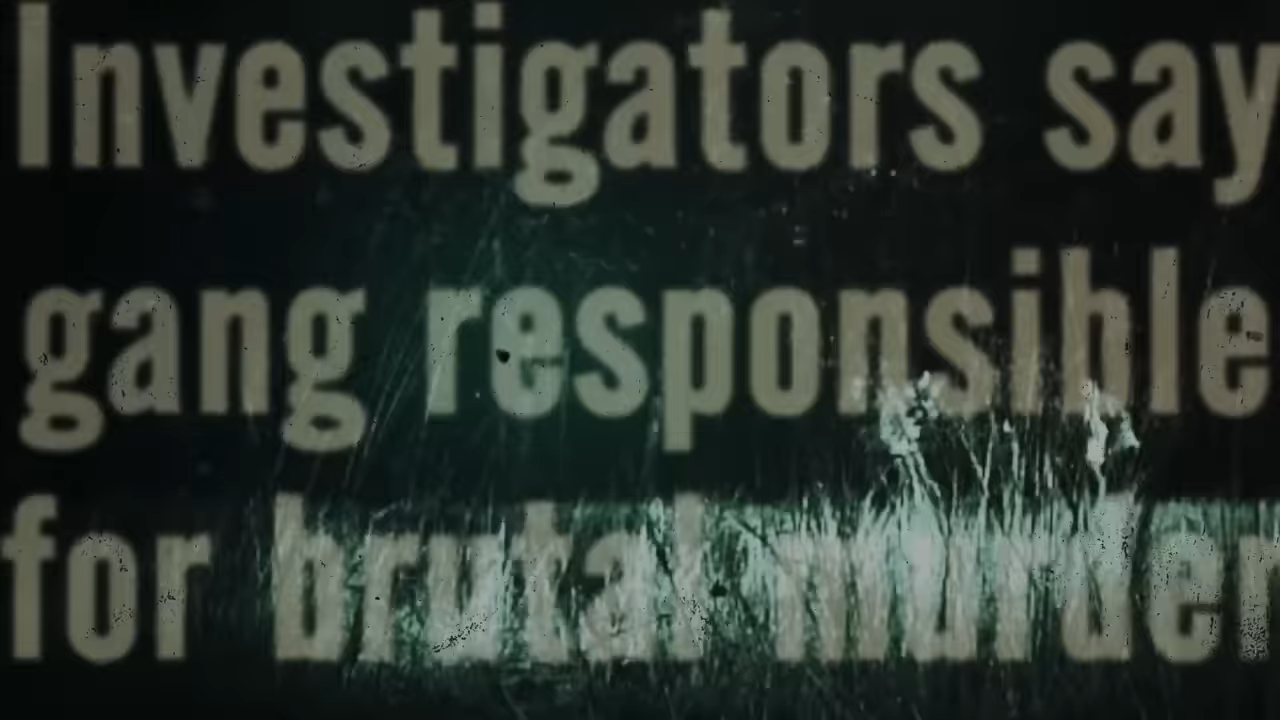 Investigators say
gang responsible
for brutal murder